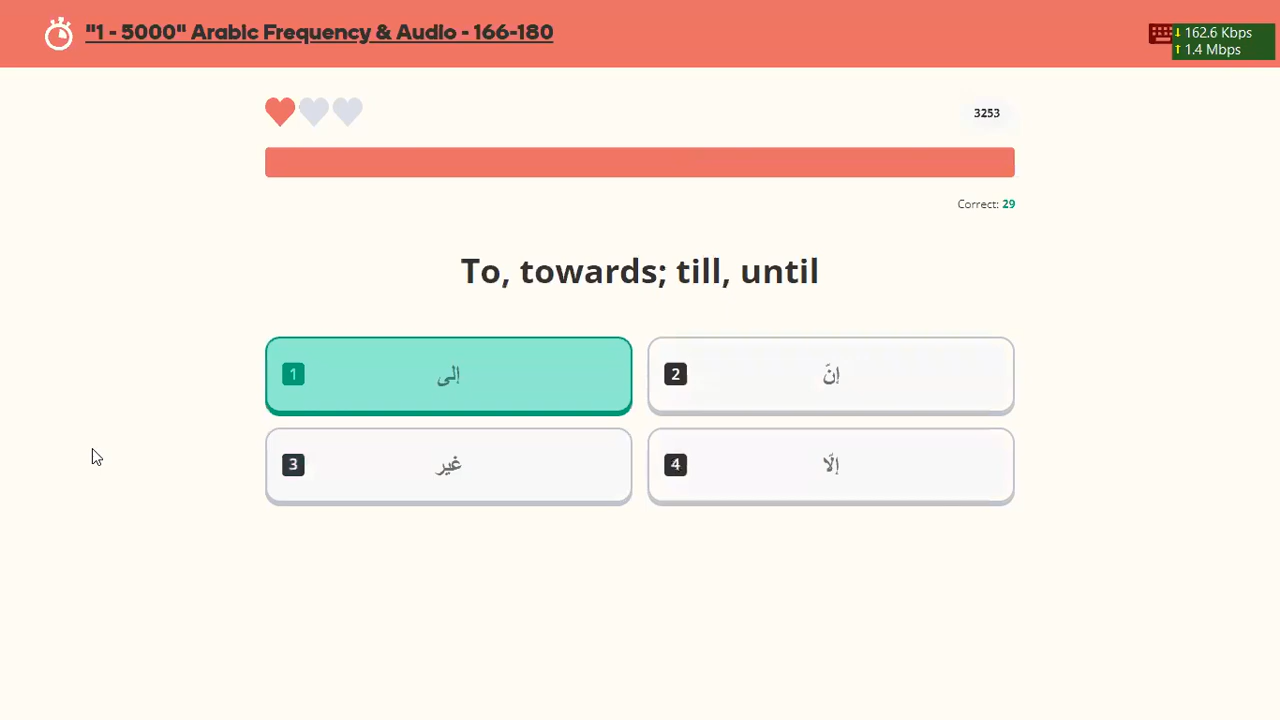 "1 - 5000" Arabic Frequency & Audio - 166-180
↓ 162.6 Kbps
↑ 1.4 Mbps
3253
Correct: 29
To, towards; till, until
1 إلى
2 إنّ
3 غير
4 إلّا